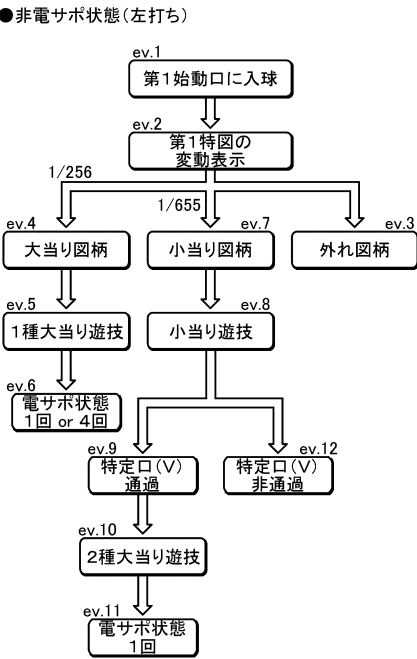 ●非電サポ状態(左打ち)
ev.1
第1始動口に入球
ev.2
第1特図の
変動表示
1/256
1/655
ev.4
大当り図柄
ev.7
小当り図柄
ev.3
外れ図柄
ev.5
1種大当り遊技
ev.8
小当り遊技
ev.6
電サポ状態
1回 or 4回
ev.9
特定口(V)
通過
ev.12
特定口(V)
非通過
ev.10
2種大当り遊技
ev.11
電サポ状態
1回